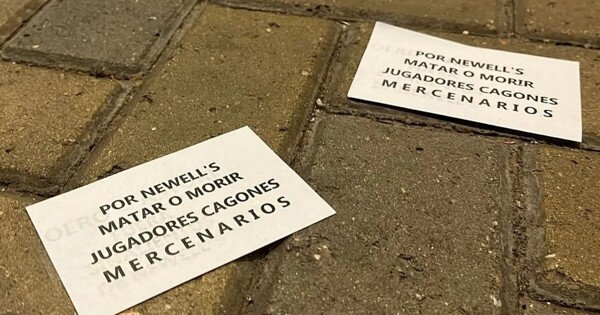 POR NEWELL'S
MATAR O MORIR
JUGADORES CAGONES
MERCENARIOS
POR NEWELL'S
MATAR O MORIR
JUGADORES CAGONES
MERCENARIOS